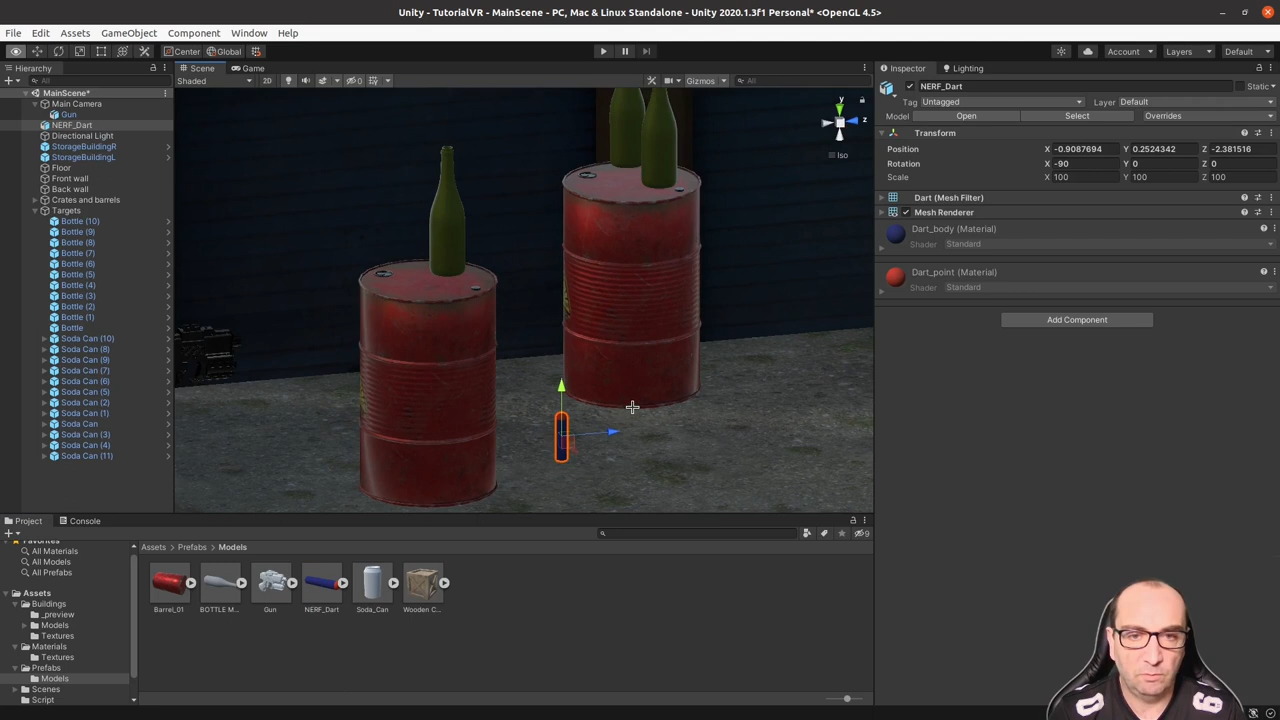 Unity - TutorialVR - MainScene - PC, Mac & Linux Standalone - Unity 2020.1.3f1 Personal* <OpenGL 4.5>
File Edit Assets GameObject Component Window Help
Center Global Account Layers Default
Hierarchy Scene Game Inspector Lighting
All Shaded 2D 0 Gizmos All
MainScene*
Main Camera
Gun
NERF_Dart
Directional Light
StorageBuildingR
StorageBuildingL
Floor
Front wall
Back wall
Crates and barrels
Targets
Bottle (10)
Bottle (9)
Bottle (8)
Bottle (7)
Bottle (6)
Bottle (5)
Bottle (4)
Bottle (3)
Bottle (2)
Bottle (1)
Bottle
Soda Can (10)
Soda Can (8)
Soda Can (9)
Soda Can (7)
Soda Can (6)
Soda Can (5)
Soda Can (2)
Soda Can (1)
Soda Can
Soda Can (3)
Soda Can (4)
Soda Can (11)
y
z
Iso
NERF_Dart Static
Tag Untagged Layer Default
Model Open Select Overrides
Transform
Position X -0.9087694 Y 0.2524342 Z -2.381516
Rotation X -90 Y 0 Z 0
Scale X 100 Y 100 Z 100
Dart (Mesh Filter)
Mesh Renderer
Dart_body (Material)
Shader Standard
Dart_point (Material)
Shader Standard
Add Component
Project Console
9
Favorites
All Materials
All Models
All Prefabs
Assets
Buildings
_preview
Models
Textures
Materials
Textures
Prefabs
Models
Scenes
Script
Assets Prefabs Models
Barrel_01 BOTTLE M... Gun NERF_Dart Soda_Can Wooden C...